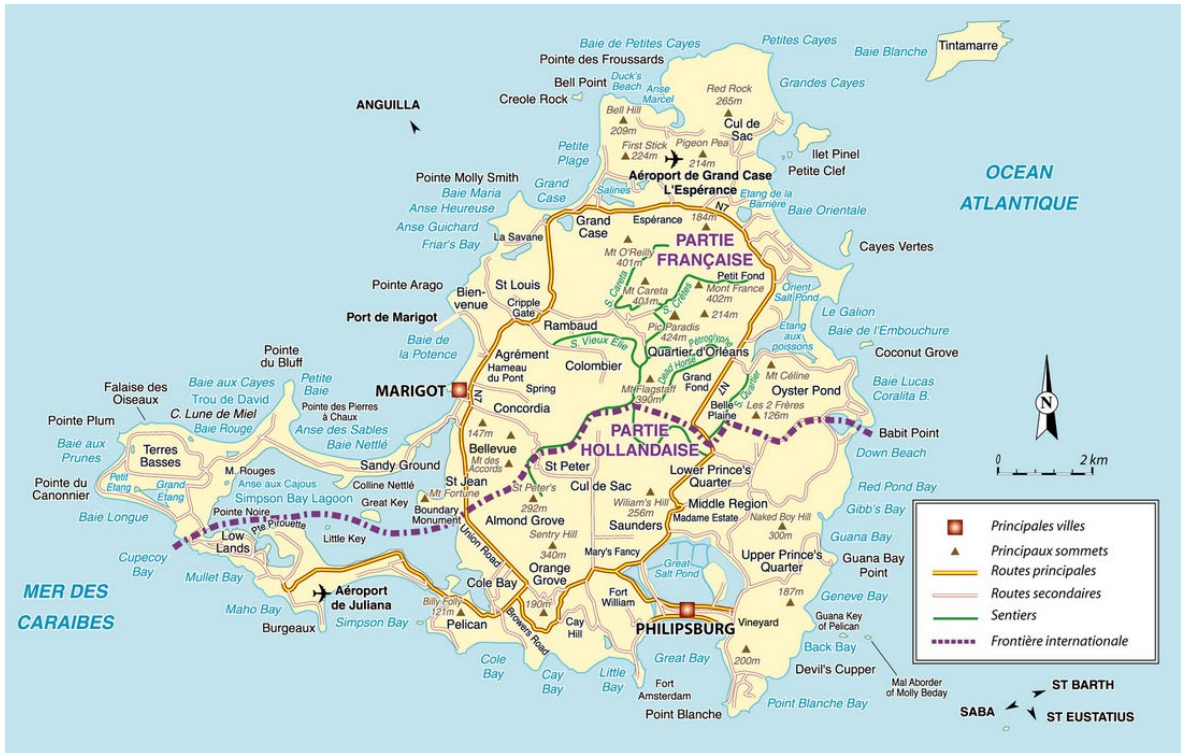 Baie de Petites Cayes
Petites Cayes
Baie Blanche
Tintamarre
Pointe des Froussards
Bell Point
Duck's
Beach
Anse
Marcel
Grandes Cayes
Creole Rock
ANGUILLA
Red Rock
265m
Bell Hill
209m
Cul de
Sac
First Stick
224m
Pigeon Pea
214m
Ilet Pinel
Petite Clef
Petite
Plage
Aéroport de Grand Case
L'Espérance
OCEAN
ATLANTIQUE
Pointe Molly Smith
Baie Maria
Anse Heureuse
Anse Guichard
Friar's Bay
Grand
Case
Salines
Etang de la
Barrière
N7
Baie Orientale
Grand
Case
Espérance
184m
La Savane
PARTIE
FRANÇAISE
Cayes Vertes
Mt O'Reilly
401m
Petit Fond
Pointe Arago
Bien-
venue
St Louis
Cripple
Gate
S. Careta
Mt Careta
401m
S. Crêtes
Mont France
402m
214m
Orient
Salt Pond
Port de Marigot
Rambaud
Pic Paradis
424m
Le Galion
Baie de l'Embouchure
Baie de
la Potence
S. Vieux Elie
Pétroglyphe
Etang
aux
poissons
Coconut Grove
Agrément
Hameau
du Pont
Colombier
Quartier d'Orléans
Dead Horse
Mt Céline
Pointe
du Bluff
MARIGOT
N7
Spring
Mt Flagstaff
390m
Grand
Fond
N7
S. Quartier
Oyster Pond
Baie Lucas
Coralita B.
Falaise des
Oiseaux
Baie aux Cayes
Trou de David
C. Lune de Miel
Baie Rouge
Petite
Baie
Pointe des Pierres
à Chaux
Anse des Sables
Baie Nettlé
Concordia
Belle
Plaine
Les 2 Frères
126m
Pointe Plum
Baie aux
Prunes
147m
PARTIE
HOLLANDAISE
Babit Point
Down Beach
Terres
Basses
Bellevue
Mt des
Accords
Sandy Ground
St Peter
Lower Prince's
Quarter
Pointe du
Canonnier
Petit
Etang
Grand
Etang
M. Rouges
Anse aux Cajoux
Simpson Bay Lagoon
Colline Nettlé
St Jean
Mt Fortune
St Peter's
292m
Cul de Sac
Red Pond Bay
Baie Longue
Pointe Noire
Great Key
Boundary
Monument
Wiliam's Hill
256m
Middle Region
Gibb's Bay
Pte Pirouette
Little Key
Almond Grove
Saunders
Madame Estate
Naked Boy Hill
300m
Guana Bay
Low
Lands
Union Road
Sentry Hill
340m
Mary's Fancy
Cupecoy
Bay
Mullet Bay
Orange
Grove
Great
Salt Pond
Upper Prince's
Quarter
Guana Bay
Point
Cole Bay
Aéroport
de Juliana
Billy Folly
121m
190m
Fort
William
187m
Geneve Bay
MER DES
CARAIBES
Maho Bay
Simpson Bay
Pelican
Browers Road
Cay
Hill
PHILIPSBURG
Vineyard
Guana Key
of Pelican
Burgeaux
Great Bay
200m
Back Bay
Cole
Bay
Cay
Bay
Little
Bay
Devil's Cupper
Fort
Amsterdam
Mal Aborder
of Molly Beday
Point Blanche
Point Blanche Bay
N
0
2 km
Principales villes
Principaux sommets
Routes principales
Routes secondaires
Sentiers
Frontière internationale
ST BARTH
SABA
ST EUSTATIUS